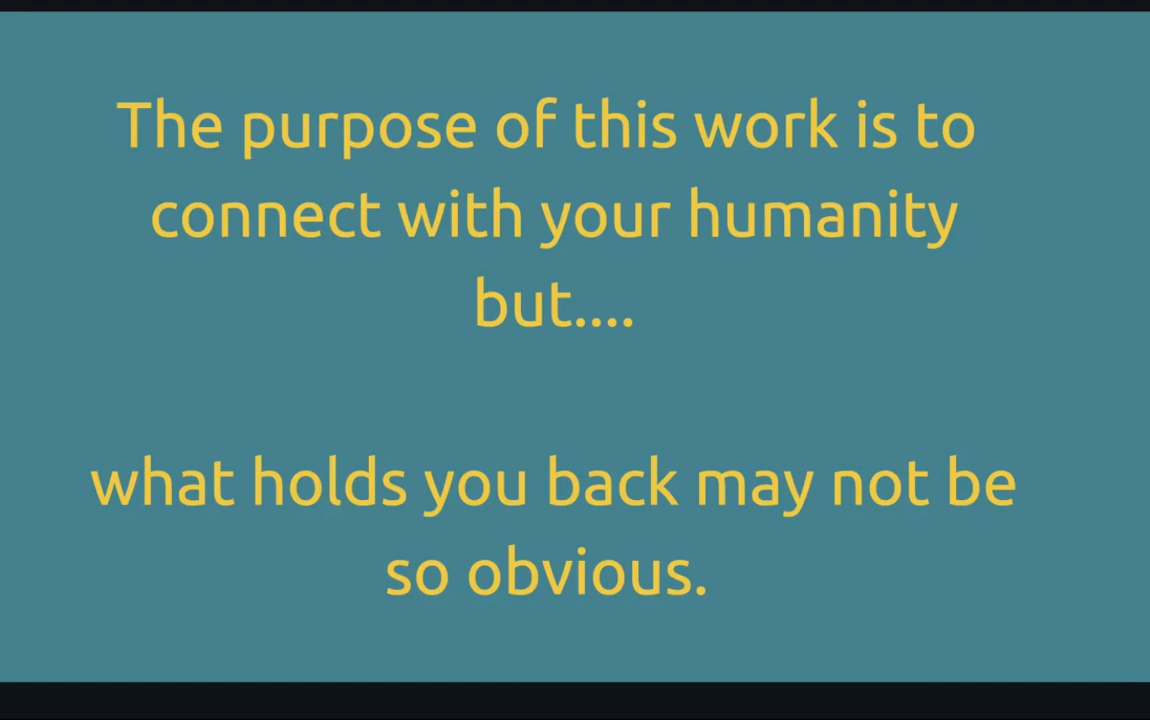 The purpose of this work is to
connect with your humanity
but....
what holds you back may not be
so obvious.